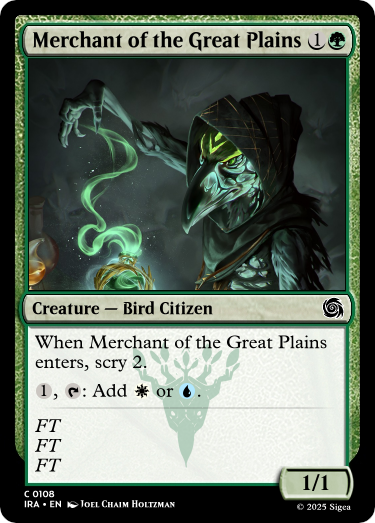 Merchant of the Great Plains 1
Creature — Bird Citizen
When Merchant of the Great Plains
enters, scry 2.
1, : Add or .
FT
FT
FT
1/1
C 0108
IRA • EN Joel Chaim Holtzman
© 2025 Sigea